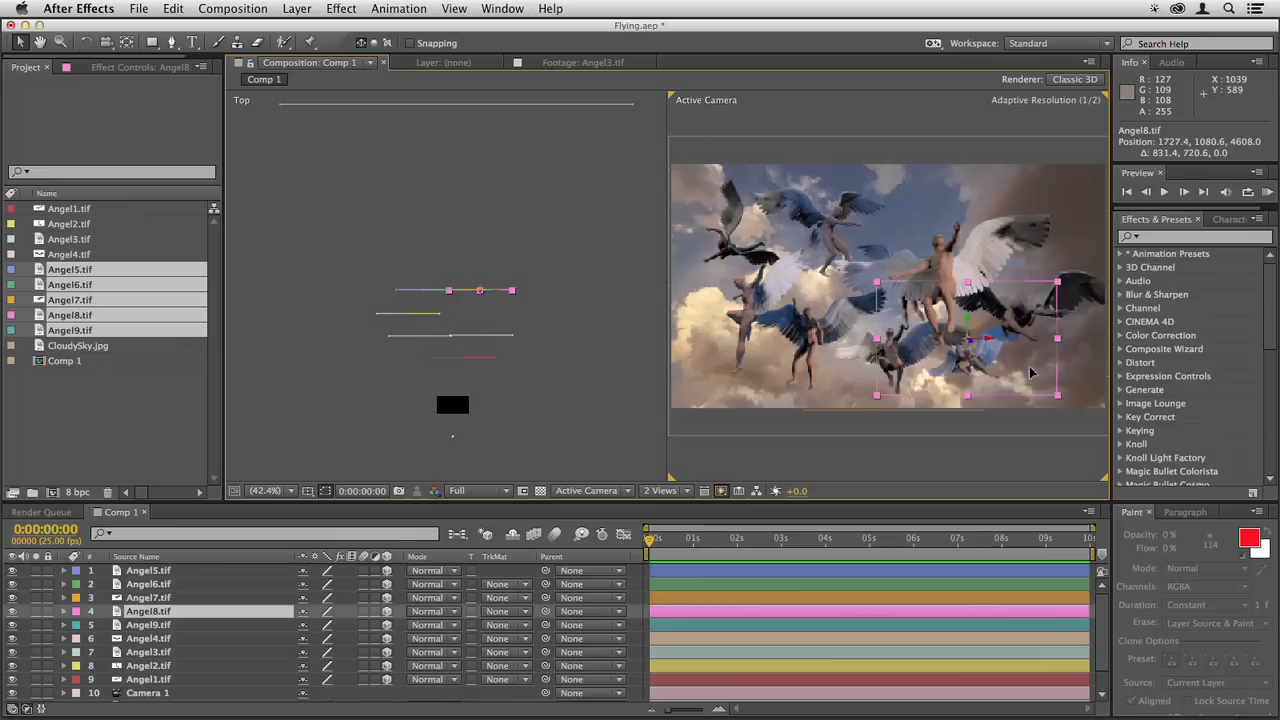 After Effects File Edit Composition Layer Effect Animation View Window Help
Flying.aep *
Snapping Workspace: Standard Search Help
Project Effect Controls: Angel8 Composition: Comp 1 Layer: (none) Footage: Angel3.tif Info Audio
Comp 1 Renderer: Classic 3D
Top Active Camera Adaptive Resolution (1/2)
R : 127 X : 1039
G : 109 Y : 589
B : 108
A : 255
Angel8.tif
Position: 1727.4, 1080.6, 4608.0
Δ: 831.4, 720.6, 0.0
Preview
Name
Angel1.tif
Angel2.tif
Angel3.tif
Angel4.tif
Angel5.tif
Angel6.tif
Angel7.tif
Angel8.tif
Angel9.tif
CloudySky.jpg
Comp 1
Effects & Presets Charact
* Animation Presets
3D Channel
Audio
Blur & Sharpen
Channel
CINEMA 4D
Color Correction
Composite Wizard
Distort
Expression Controls
Generate
Image Lounge
Key Correct
Keying
Knoll
Knoll Light Factory
Magic Bullet Colorista
Magic Bullet Cosmo
8 bpc (42.4%) 0:00:00:00 Full Active Camera 2 Views +0.0
Render Queue Comp 1 Paint Paragraph
0:00:00:00
00000 (25.00 fps)
# Source Name Mode T TrkMat Parent
00s 01s 02s 03s 04s 05s 06s 07s 08s 09s 10s
1 Angel5.tif Normal None
2 Angel6.tif Normal None None
3 Angel7.tif Normal None None
4 Angel8.tif Normal None None
5 Angel9.tif Normal None None
6 Angel4.tif Normal None None
7 Angel3.tif Normal None None
8 Angel2.tif Normal None None
9 Angel1.tif Normal None None
10 Camera 1 None
Opacity: 0 %
Flow: 0 % 114
Mode: Normal
Channels: RGBA
Duration: Constant 1 f
Erase: Layer Source & Paint
Clone Options
Preset:
Source: Current Layer
Aligned Lock Source Time